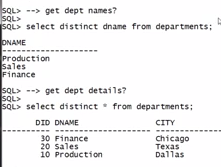 SQL> --> get dept names?
SQL>
SQL> select distinct dname from departments;
DNAME
--------------------
Production
Sales
Finance
SQL> --> get dept details?
SQL>
SQL> select distinct * from departments;
DID DNAME CITY
---------- -------------------- ----------
30 Finance Chicago
20 Sales Texas
10 Production Dallas